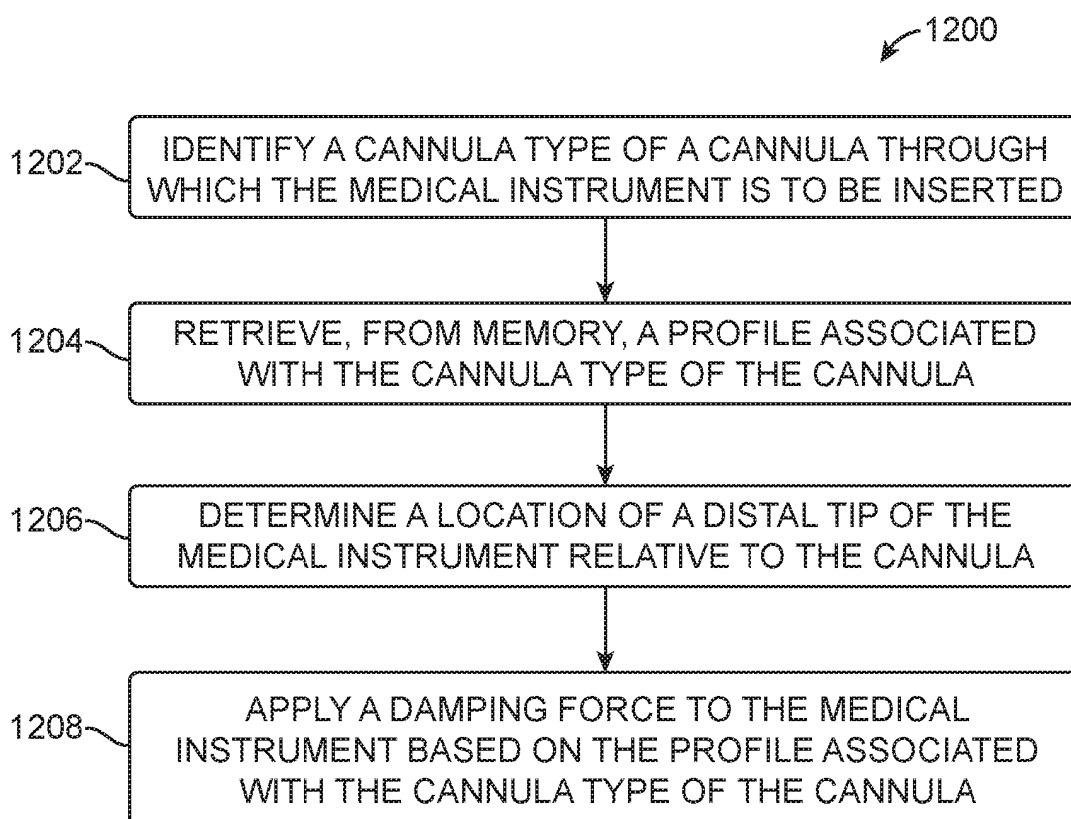 1200
1202
IDENTIFY A CANNULA TYPE OF A CANNULA THROUGH
WHICH THE MEDICAL INSTRUMENT IS TO BE INSERTED
1204
RETRIEVE, FROM MEMORY, A PROFILE ASSOCIATED
WITH THE CANNULA TYPE OF THE CANNULA
1206
DETERMINE A LOCATION OF A DISTAL TIP OF THE
MEDICAL INSTRUMENT RELATIVE TO THE CANNULA
1208
APPLY A DAMPING FORCE TO THE MEDICAL
INSTRUMENT BASED ON THE PROFILE ASSOCIATED
WITH THE CANNULA TYPE OF THE CANNULA